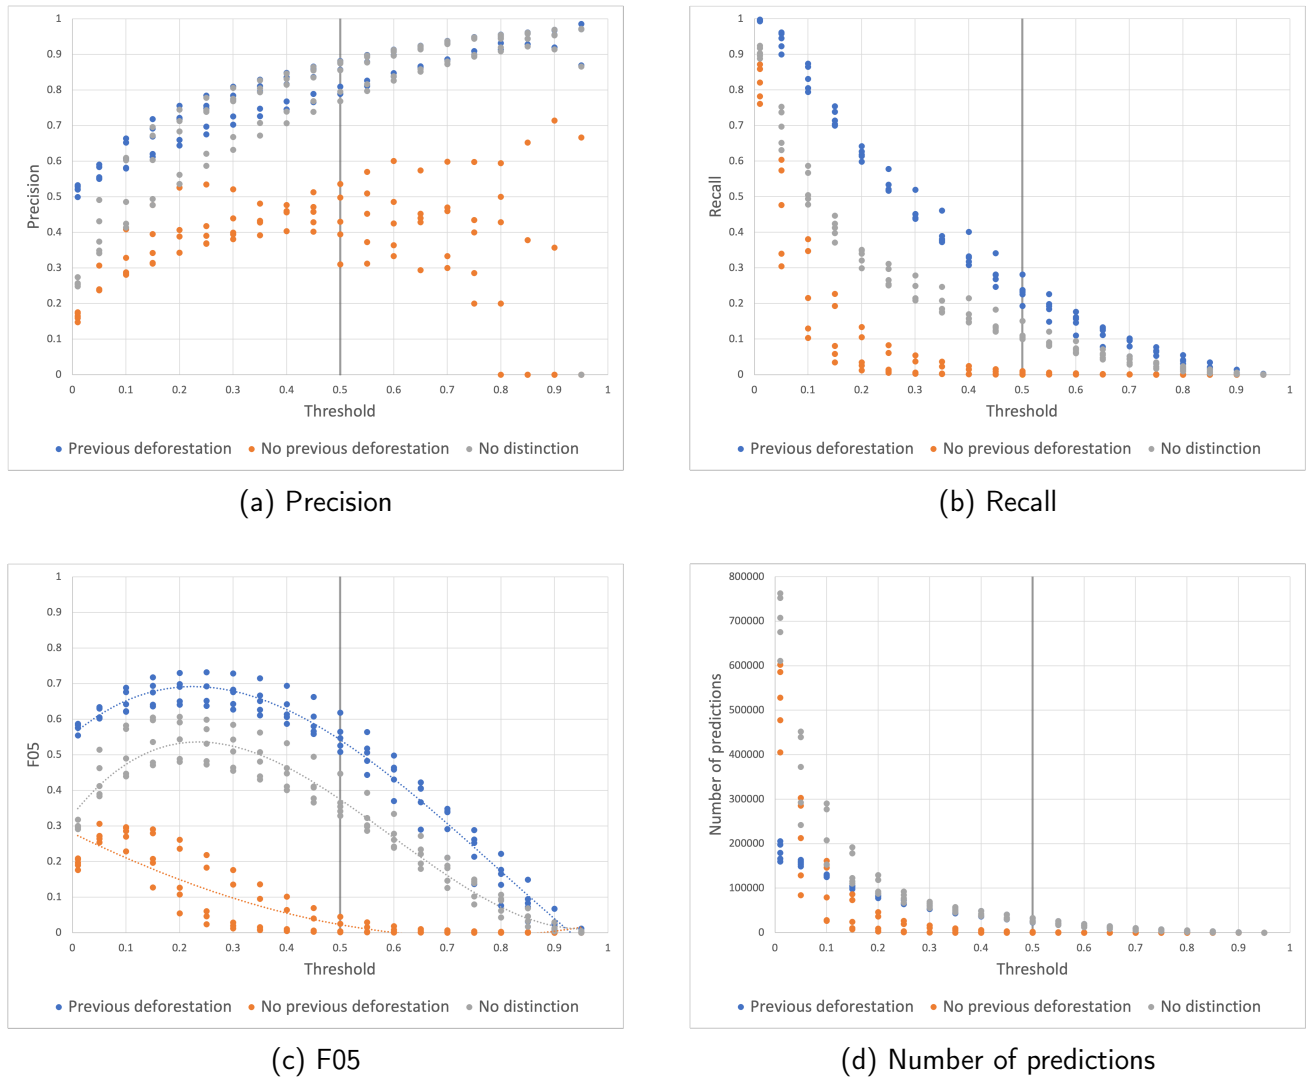 1
0.9
0.8
0.7
0.6
0.5
0.4
0.3
0.2
0.1
0
Precision
0 0.1 0.2 0.3 0.4 0.5 0.6 0.7 0.8 0.9 1
Threshold
Previous deforestation No previous deforestation No distinction
(a) Precision
1
0.9
0.8
0.7
0.6
0.5
0.4
0.3
0.2
0.1
0
Recall
0 0.1 0.2 0.3 0.4 0.5 0.6 0.7 0.8 0.9 1
Threshold
Previous deforestation No previous deforestation No distinction
(b) Recall
1
0.9
0.8
0.7
0.6
0.5
0.4
0.3
0.2
0.1
0
F05
0 0.1 0.2 0.3 0.4 0.5 0.6 0.7 0.8 0.9 1
Threshold
Previous deforestation No previous deforestation No distinction
(c) F05
800000
700000
600000
500000
400000
300000
200000
100000
0
Number of predictions
0 0.1 0.2 0.3 0.4 0.5 0.6 0.7 0.8 0.9 1
Threshold
Previous deforestation No previous deforestation No distinction
(d) Number of predictions